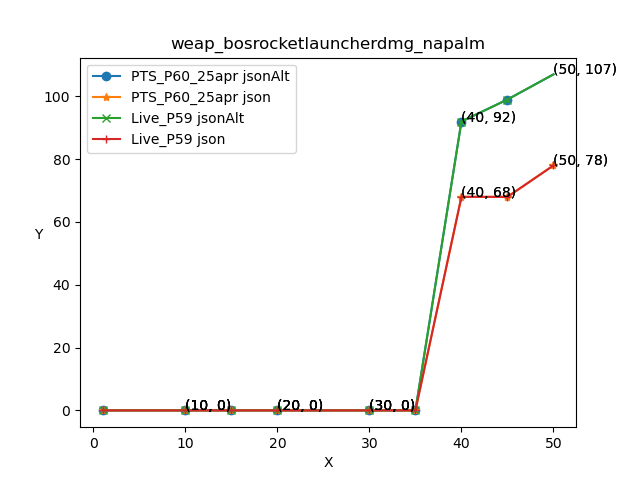 weap_bosrocketlauncherdmg_napalm
PTS_P60_25apr jsonAlt
PTS_P60_25apr json
Live_P59 jsonAlt
Live_P59 json
(50, 107)
(40, 92)
(50, 78)
(40, 68)
(10, 0)
(20, 0)
(30, 0)
100
80
60
40
20
0
Y
0
10
20
30
40
50
X